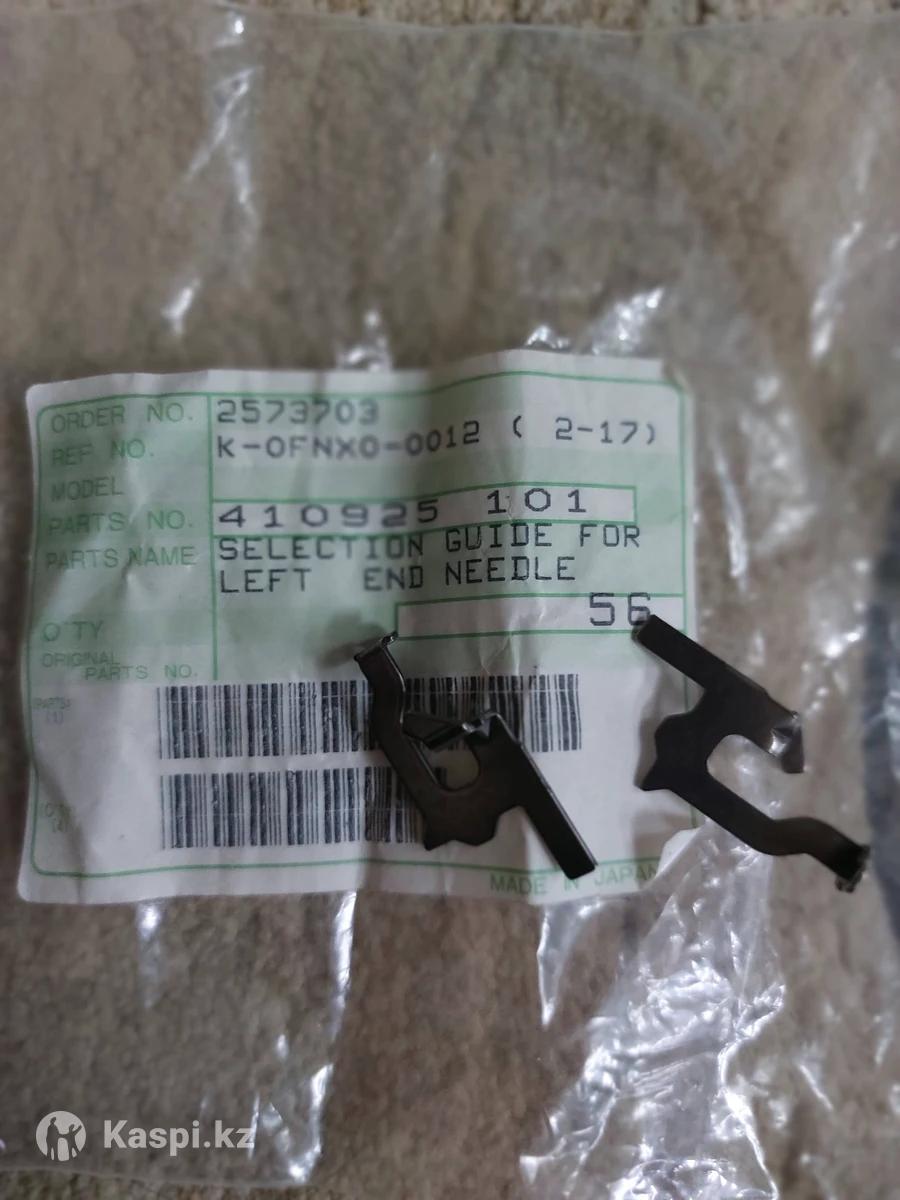 ORDER NO. 2573703
REF NO. K-OFNX0-0012 ( 2-17)
MODEL
PARTS NO. 410925 101
PARTS NAME SELECTION GUIDE FOR
LEFT END NEEDLE
Q'TY 56
ORIGINAL
PARTS NO.
(1)
MADE IN JAPAN
Kaspi.kz